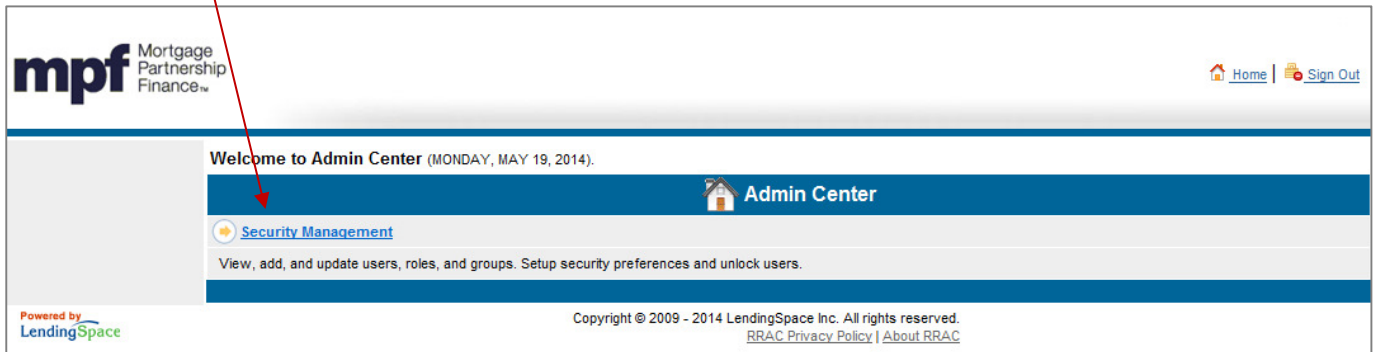 mpf Mortgage
Partnership
Finance™
Home | Sign Out
Welcome to Admin Center (MONDAY, MAY 19, 2014).
Admin Center
Security Management
View, add, and update users, roles, and groups. Setup security preferences and unlock users.
Powered by
LendingSpace
Copyright © 2009 - 2014 LendingSpace Inc. All rights reserved.
RRAC Privacy Policy | About RRAC